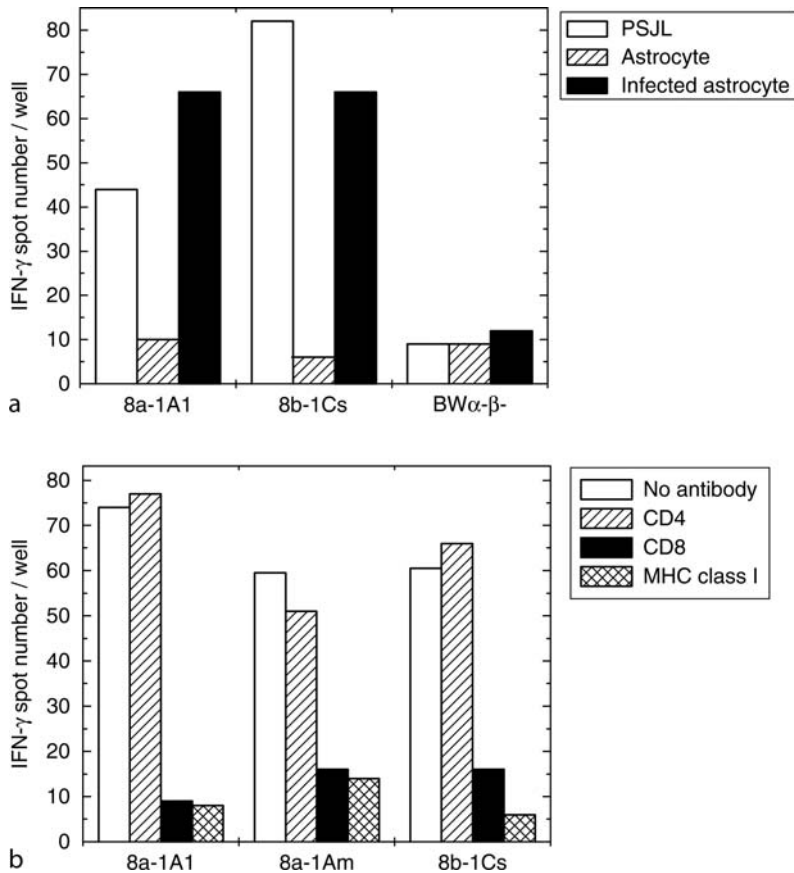 80
70
60
50
40
30
20
10
0
IFN-γ spot number / well
8a-1A1 8b-1Cs BWα-β-
PSJL
Astrocyte
Infected astrocyte
a
80
70
60
50
40
30
20
10
0
IFN-γ spot number / well
8a-1A1 8a-1Am 8b-1Cs
No antibody
CD4
CD8
MHC class I
b